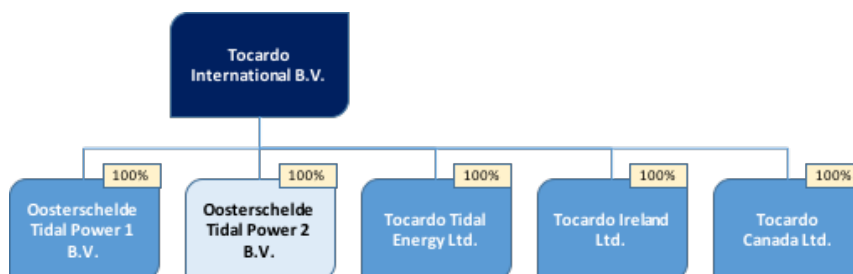 Tocardo
International B.V.
100%
100%
100%
100%
100%
Oosterschelde
Tidal Power 1
B.V.
Oosterschelde
Tidal Power 2
B.V.
Tocardo Tidal
Energy Ltd.
Tocardo Ireland
Ltd.
Tocardo
Canada Ltd.